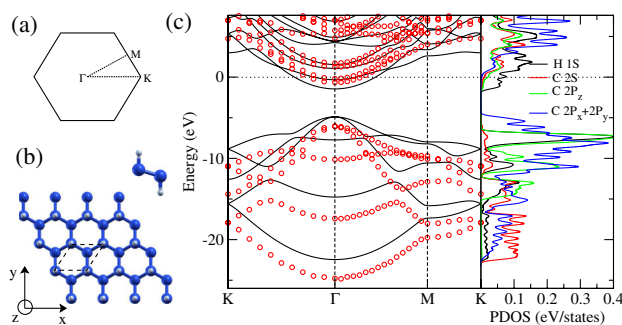 (a)
M
Γ
K
(b)
y
z
x
(c)
Energy (eV)
0
-10
-20
K
Γ
M
K
H 1S
C 2S
C 2P_z
C 2P_x+2P_y
0.1
0.2
0.3
0.4
PDOS (eV/states)